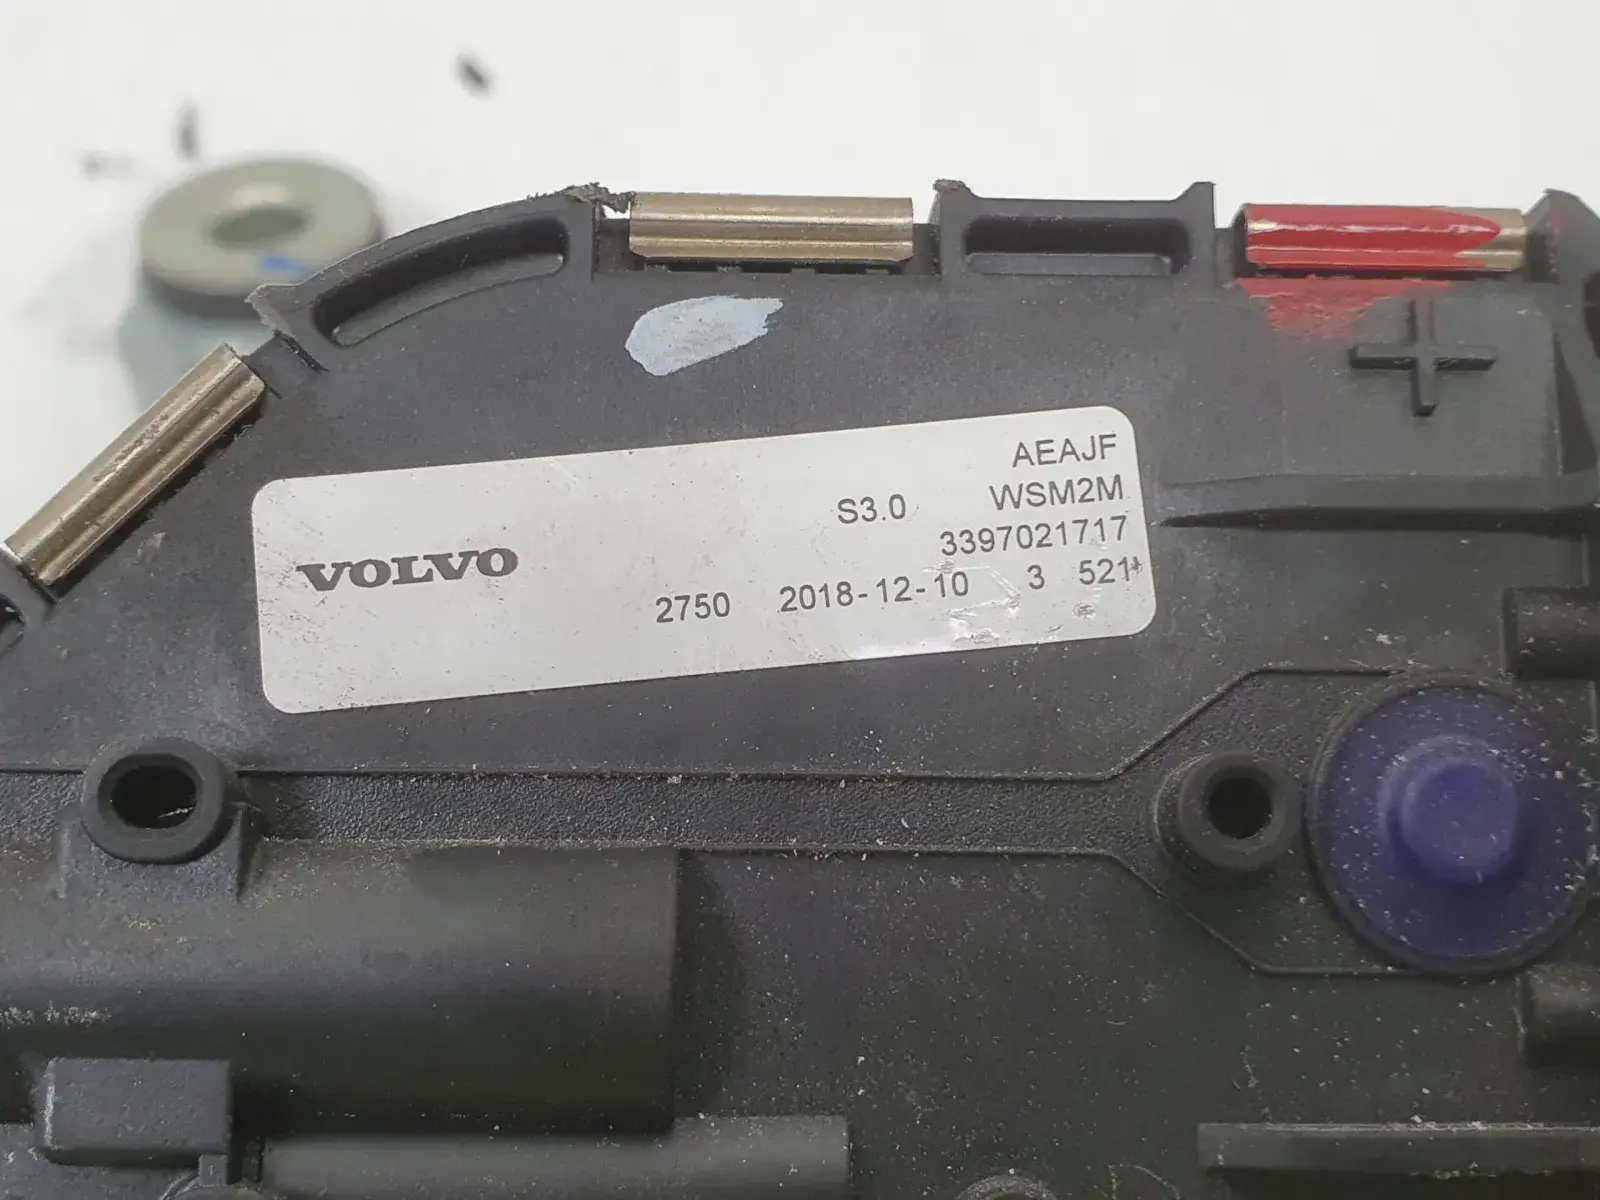 AEAJF
S3.0 WSM2M
3397021717
VOLVO
2750 2018-12-10 3 521*
+